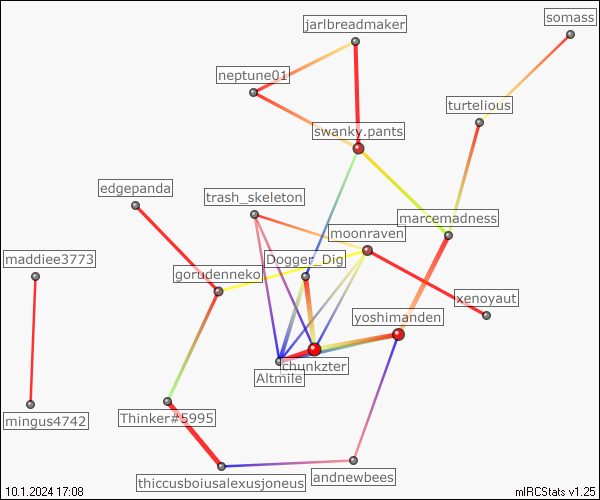 somass
jarlbreadmaker
neptune01
turtelious
swanky.pants
edgepanda
trash_skeleton
marcemadness
moonraven
maddiee3773
Dogger_Dig
gorudenneko
xenoyaut
yoshimanden
chunkzter
Altmile
mingus4742
Thinker#5995
andnewbees
thiccusboiusalexusjoneus
10.1.2024 17:08
mIRCStats v1.25